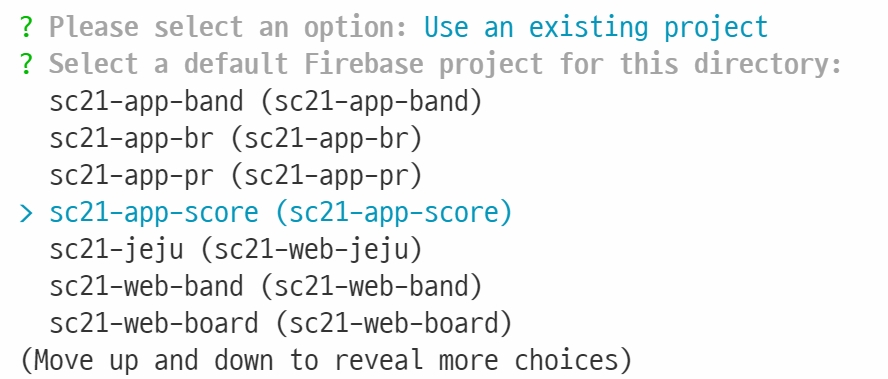 ? Please select an option: Use an existing project
? Select a default Firebase project for this directory:
sc21-app-band (sc21-app-band)
sc21-app-br (sc21-app-br)
sc21-app-pr (sc21-app-pr)
> sc21-app-score (sc21-app-score)
sc21-jeju (sc21-web-jeju)
sc21-web-band (sc21-web-band)
sc21-web-board (sc21-web-board)
(Move up and down to reveal more choices)